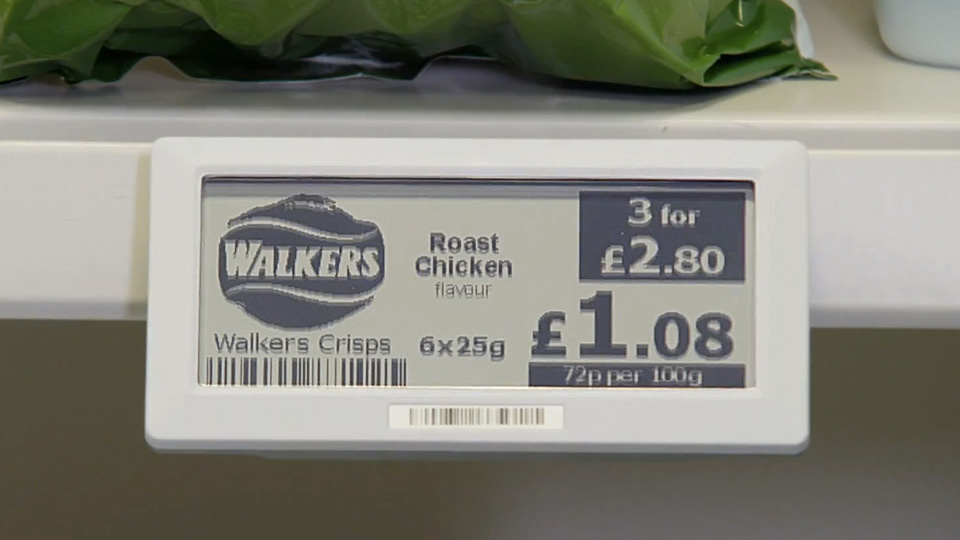 WALKERS
Walkers Crisps
Roast
Chicken
flavour
6x25g
3 for
£2.80
£1.08
72p per 100g